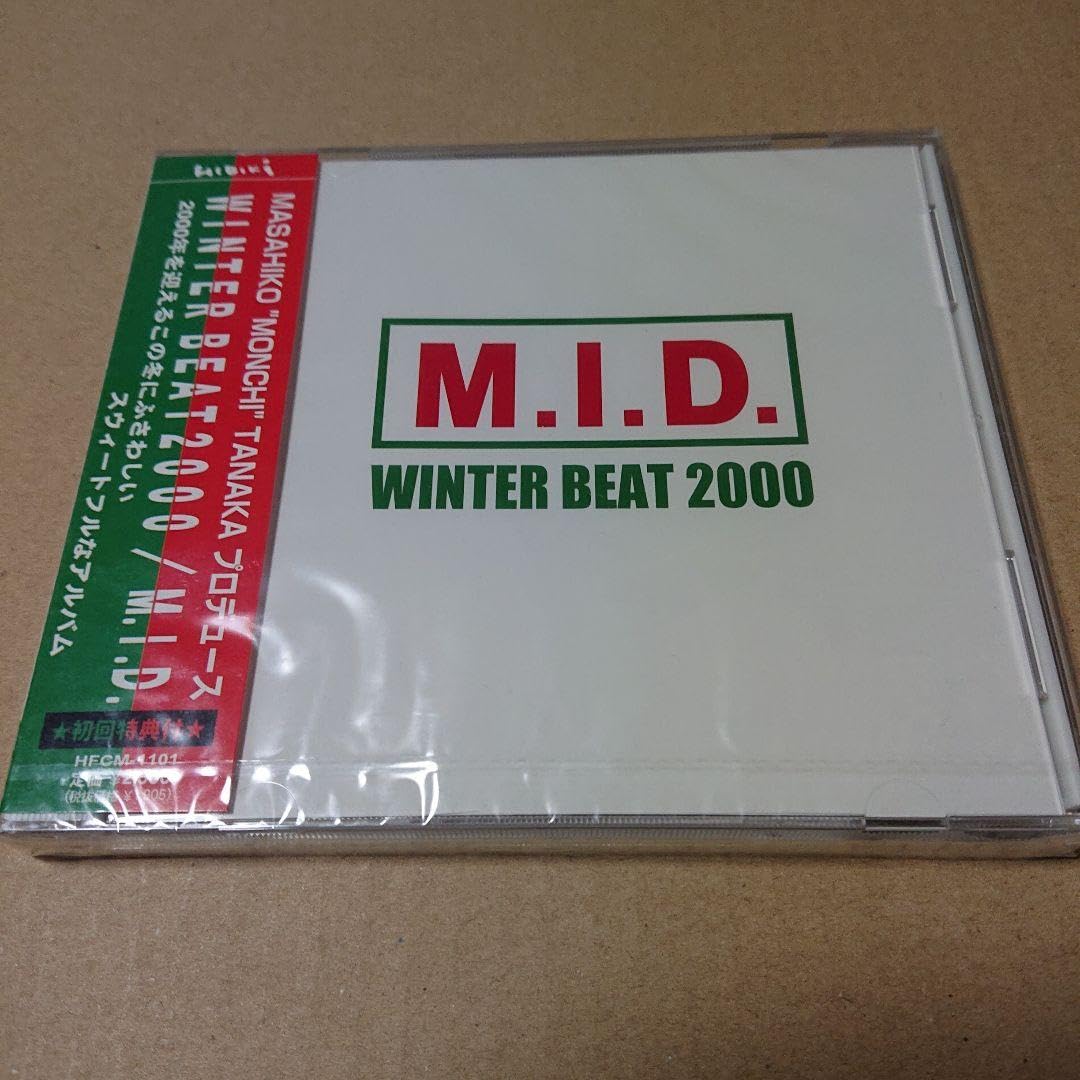 MIDIKI
MASAHIKO "MONCHI" TANAKA プロデュース
WINTER BEAT 2000 / M.I.D.
2000年を迎えるこの冬にふさわしい
スウィートフルなアルバム
★初回特典付★
HFCM-1101
M.I.D.
WINTER BEAT 2000